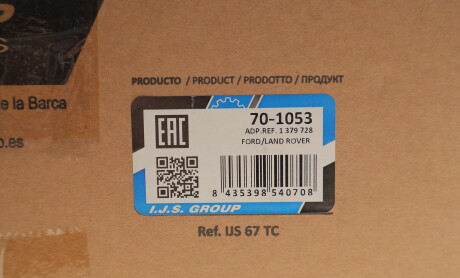 S
PRODUCTO / PRODUCT / PRODOTTO / ПРОДУКТ
e la Barca
o.es
EAC
70-1053
ADP.REF. 1 379 728
FORD/LAND ROVER
8 435398 540708
I.J.S. GROUP
Ref. IJS 67 TC